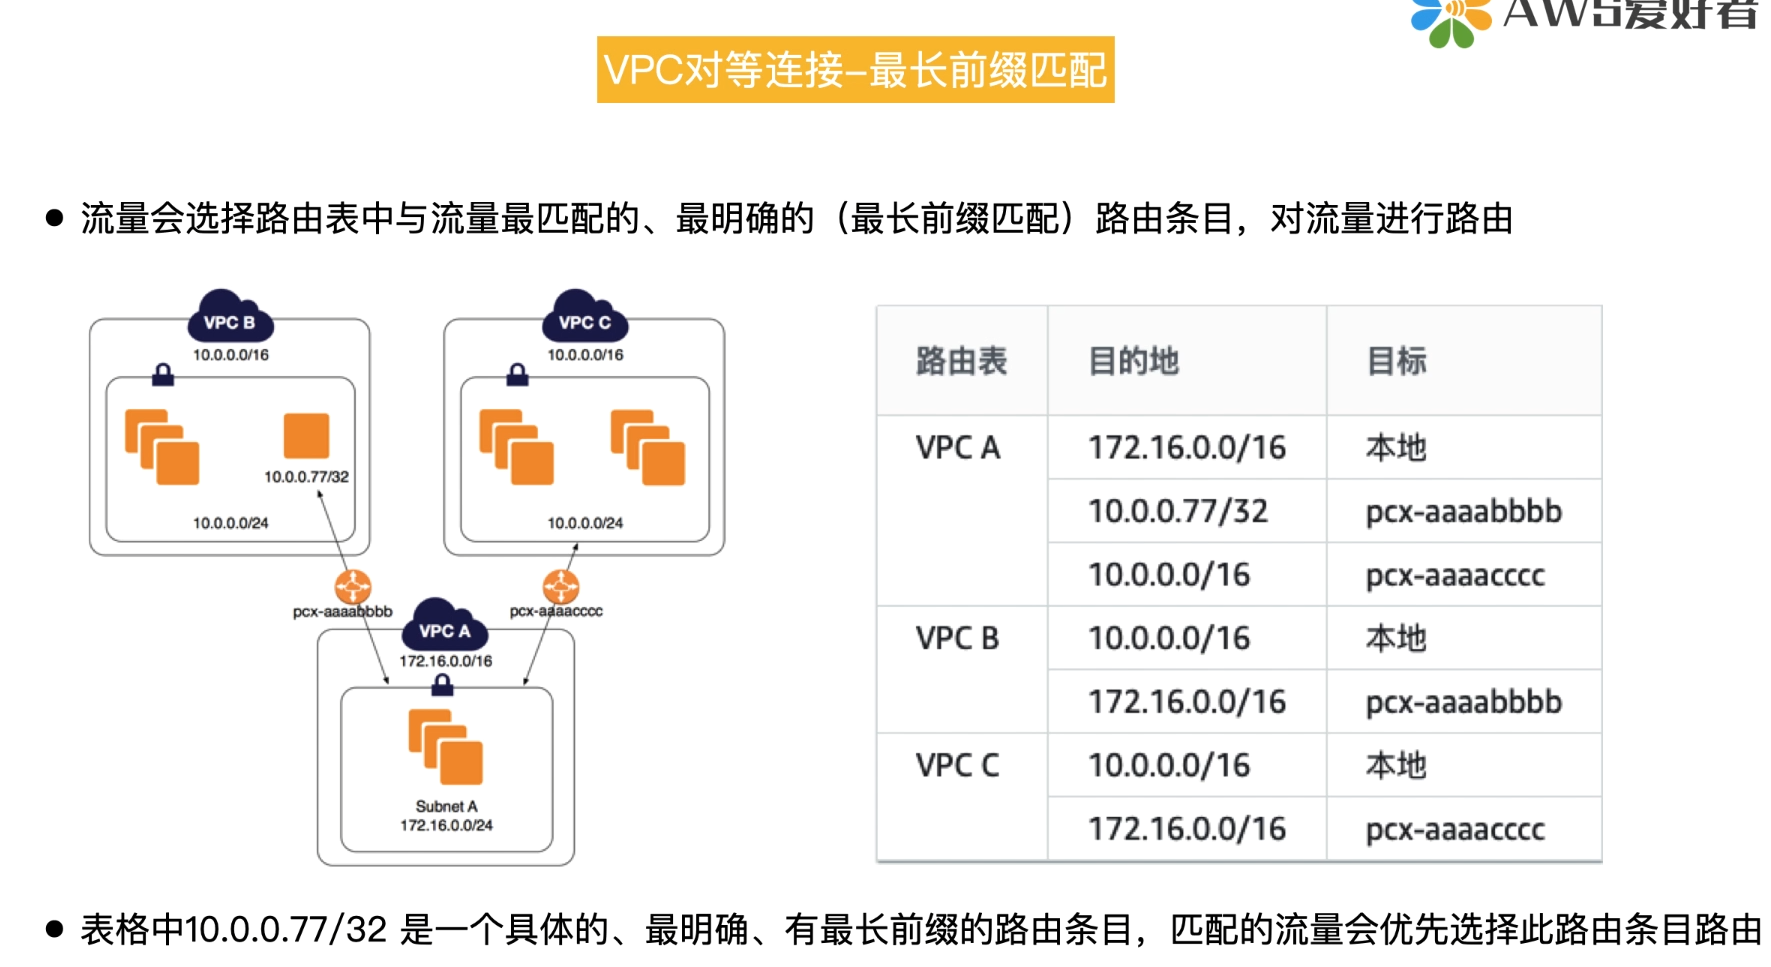 AWS爱好者
VPC对等连接–最长前缀匹配
● 流量会选择路由表中与流量最匹配的、最明确的（最长前缀匹配）路由条目，对流量进行路由
VPC B
10.0.0.0/16
10.0.0.77/32
10.0.0.0/24
VPC C
10.0.0.0/16
10.0.0.0/24
pcx-aaaabbbb
pcx-aaaacccc
VPC A
172.16.0.0/16
Subnet A
172.16.0.0/24
路由表 目的地 目标
VPC A 172.16.0.0/16 本地
10.0.0.77/32 pcx-aaaabbbb
10.0.0.0/16 pcx-aaaacccc
VPC B 10.0.0.0/16 本地
172.16.0.0/16 pcx-aaaabbbb
VPC C 10.0.0.0/16 本地
172.16.0.0/16 pcx-aaaacccc
● 表格中10.0.0.77/32 是一个具体的、最明确、有最长前缀的路由条目，匹配的流量会优先选择此路由条目路由